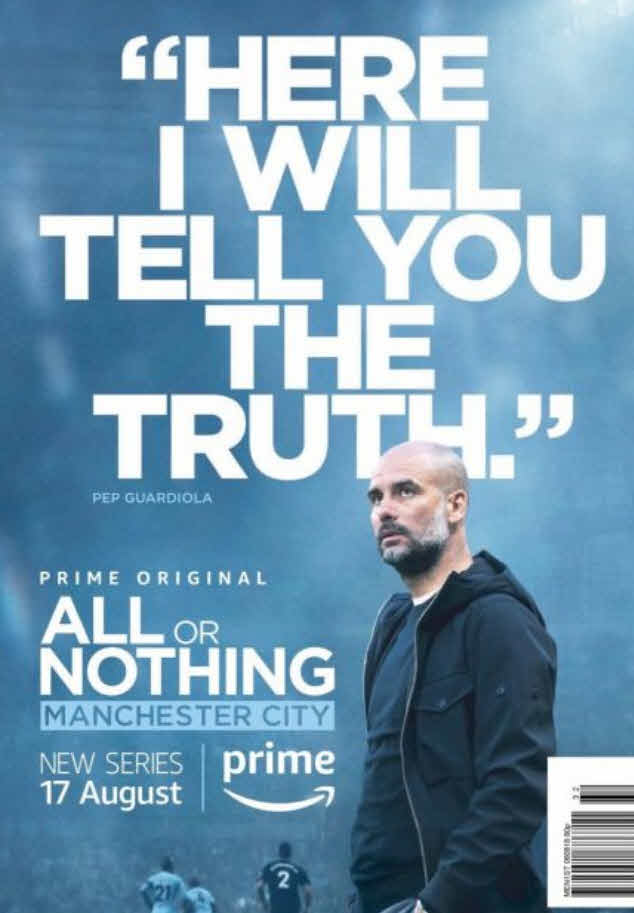 “HERE
I WILL
TELL YOU
THE
TRUTH.”
PEP GUARDIOLA
PRIME ORIGINAL
ALL OR
NOTHING
MANCHESTER CITY
NEW SERIES
17 August
prime
21
2
32